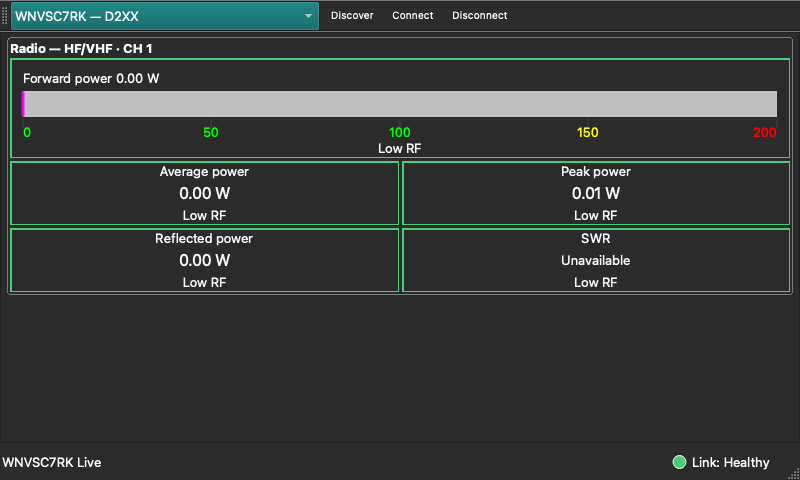 WNVSC7RK — D2XX
Discover
Connect
Disconnect
Radio — HF/VHF · CH 1
Forward power 0.00 W
0 50 100 150 200
Low RF
Average power
0.00 W
Low RF
Peak power
0.01 W
Low RF
Reflected power
0.00 W
Low RF
SWR
Unavailable
Low RF
WNVSC7RK Live
Link: Healthy